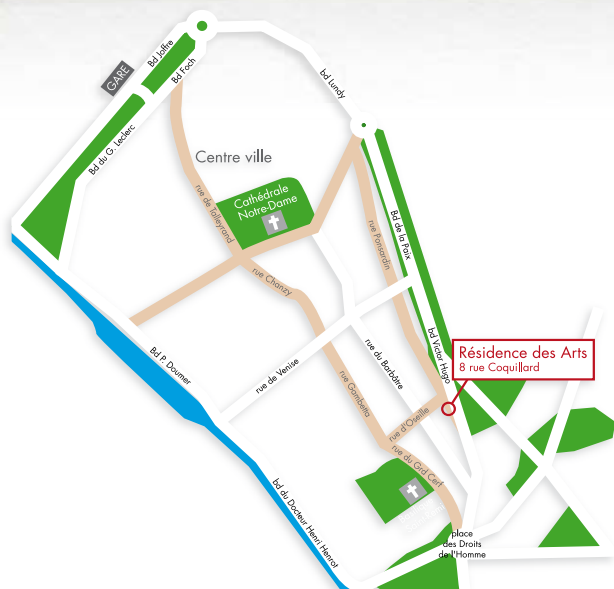 Bd Joffre
GARE
Bd Foch
bd Lundy
Bd du G. Leclerc
Centre ville
Cathédrale
Notre-Dame
rue de Talleyrand
rue Ponsardin
Bd de la Paix
rue Chanzy
bd Victor Hugo
Résidence des Arts
8 rue Coquillard
Bd P. Doumer
rue de Venise
rue du Barbâtre
rue Gambetta
rue d'Oseille
rue du Grd Cerf
bd du Docteur Henri Henrot
place
des Droits
de l'Homme